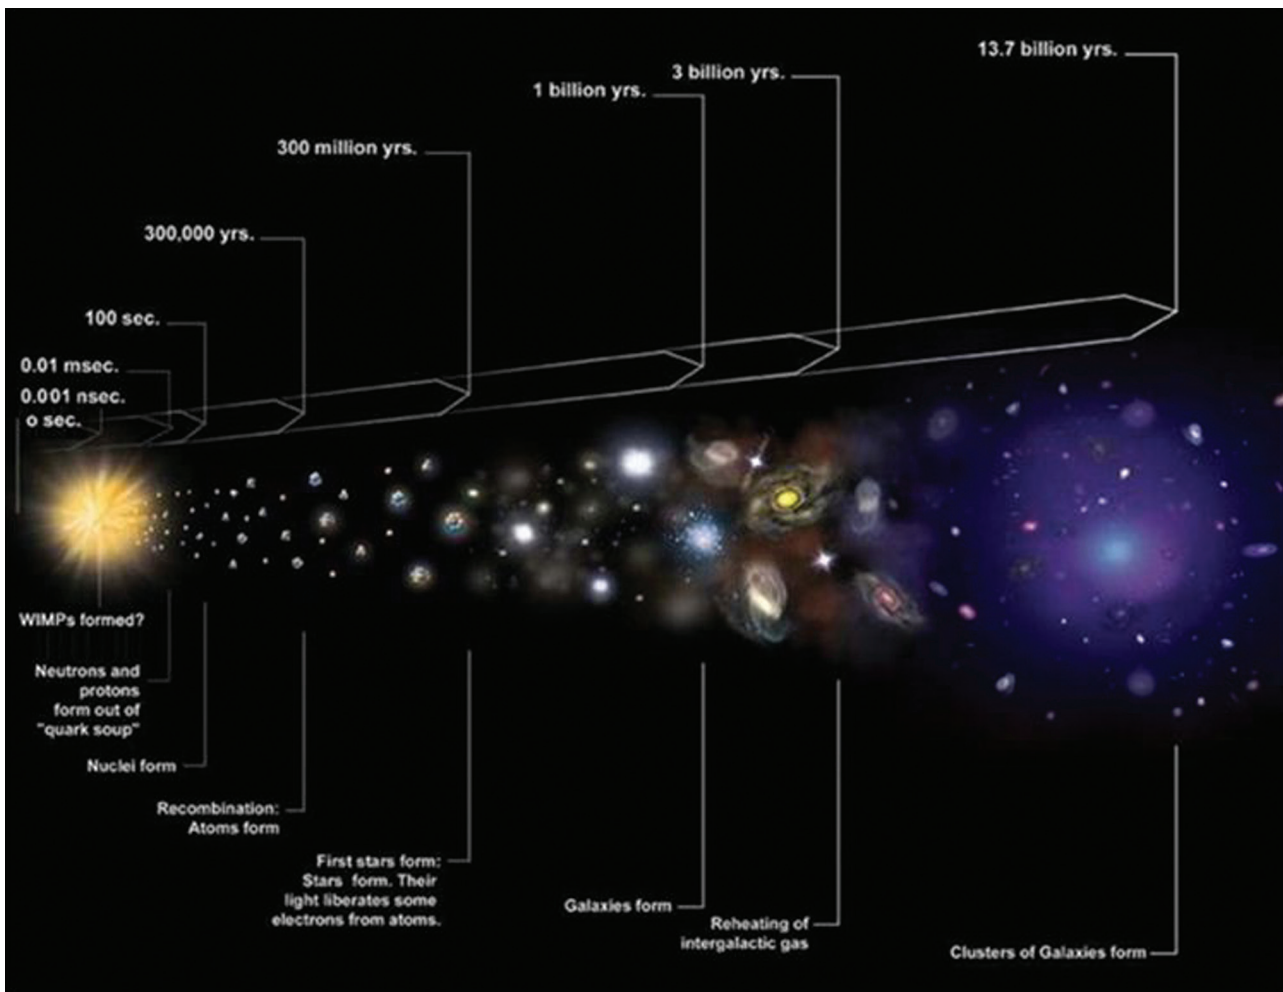 13.7 billion yrs.
3 billion yrs.
1 billion yrs.
300 million yrs.
300,000 yrs.
100 sec.
0.01 msec.
0.001 nsec.
o sec.
WIMPs formed?
Neutrons and
protons
form out of
"quark soup"
Nuclei form
Recombination:
Atoms form
First stars form:
Stars form. Their
light liberates some
electrons from atoms.
Galaxies form
Reheating of
intergalactic gas
Clusters of Galaxies form